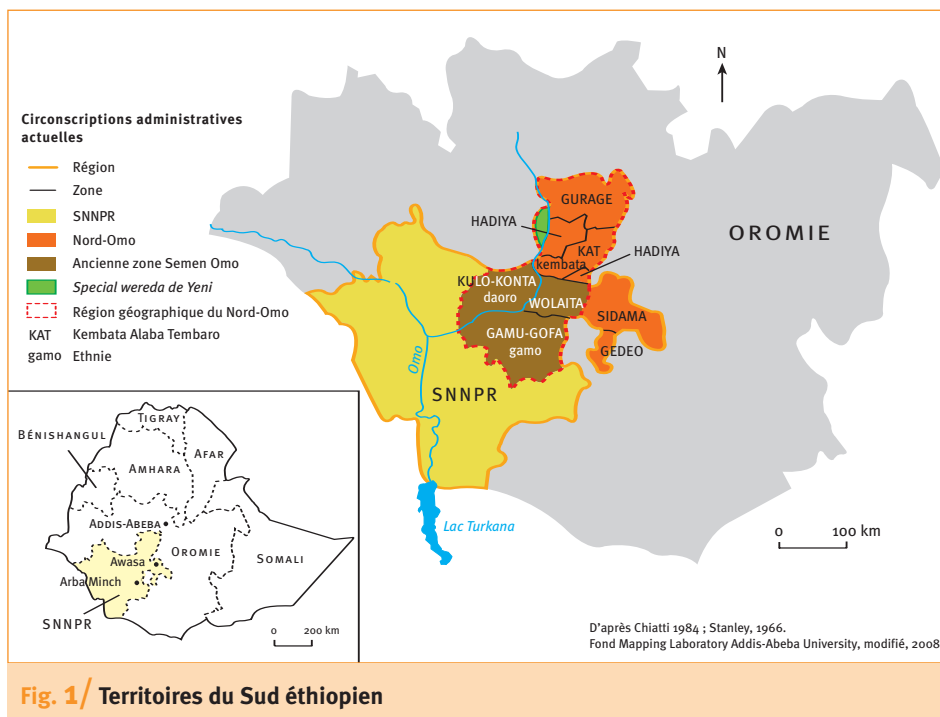 Circonscriptions administratives
actuelles
Région
Zone
SNNPR
Nord-Omo
Ancienne zone Semen Omo
Special wereda de Yeni
Région géographique du Nord-Omo
KAT Kembata Alaba Tembaro
gamo Ethnie
N
GURAGE
HADIYA
KAT
kembata
HADIYA
OROMIE
KULO-KONTA
daoro
WOLAITA
SIDAMA
GAMU-GOFA
gamo
GEDEO
Omo
SNNPR
Lac Turkana
0 100 km
TIGRAY
BÉNISHANGUL
AFAR
AMHARA
ADDIS-ABEBA
OROMIE
SOMALI
Awasa
Arba Minch
SNNPR
0 200 km
D'après Chiatti 1984 ; Stanley, 1966.
Fond Mapping Laboratory Addis-Abeba University, modifié, 2008
Fig. 1/ Territoires du Sud éthiopien